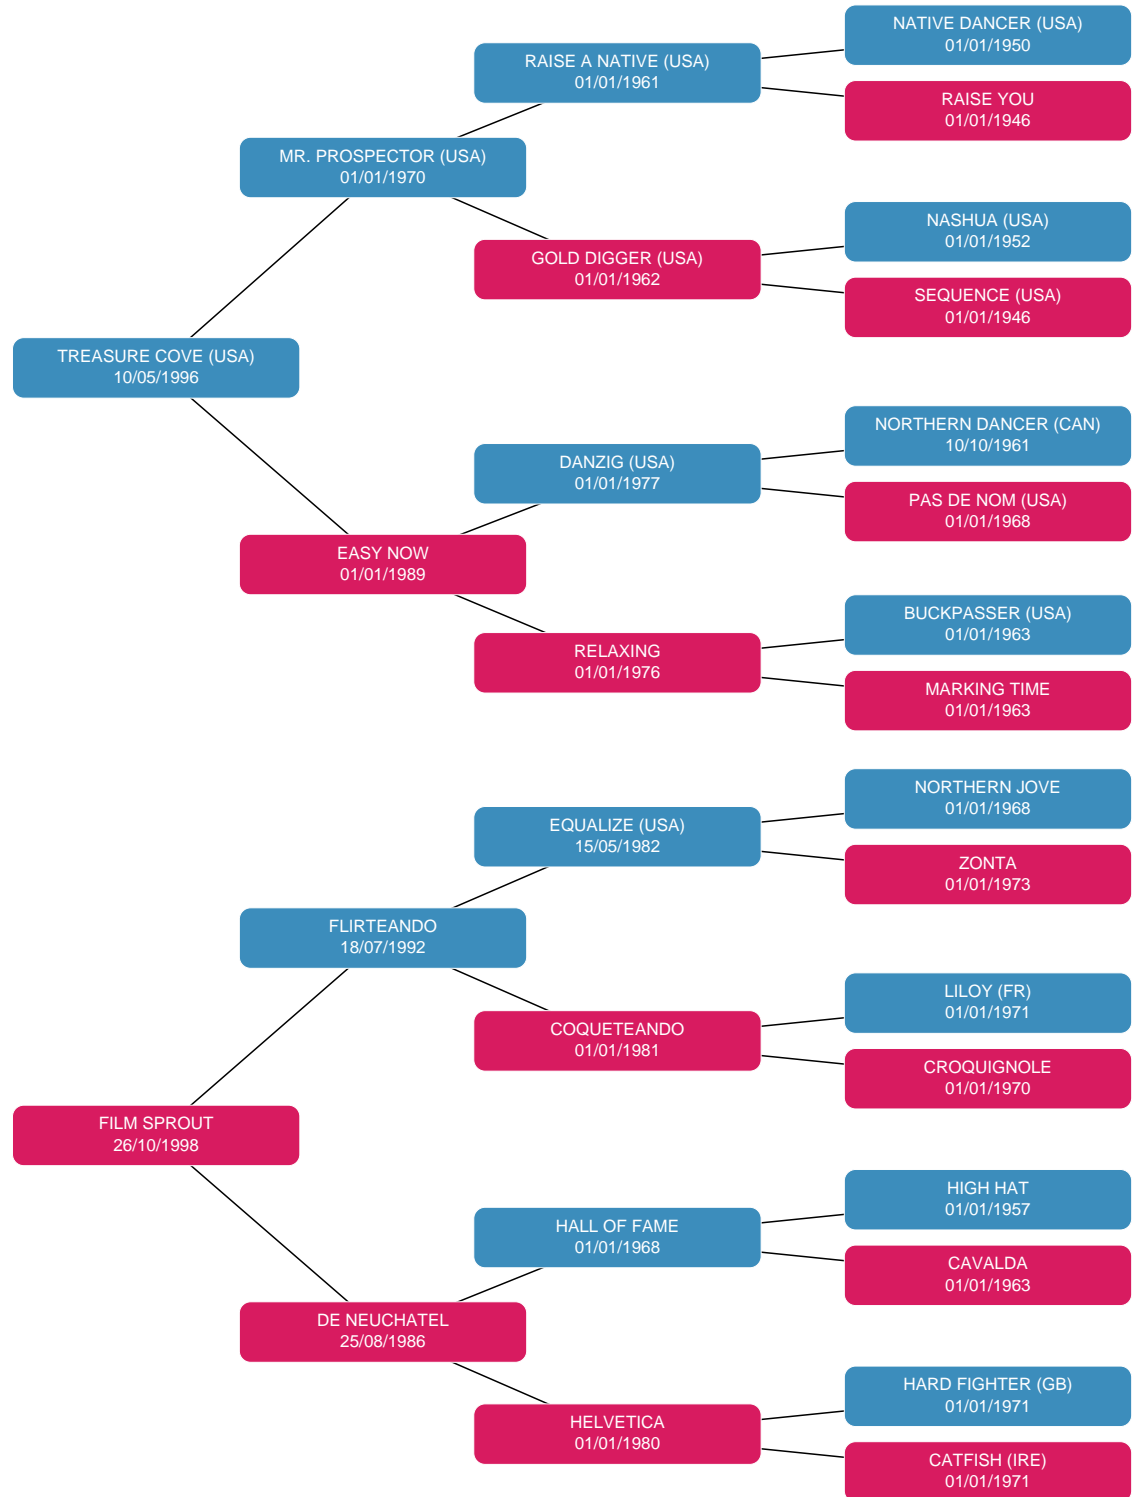 NATIVE DANCER (USA)
01/01/1950
RAISE A NATIVE (USA)
01/01/1961
RAISE YOU
01/01/1946
MR. PROSPECTOR (USA)
01/01/1970
NASHUA (USA)
01/01/1952
GOLD DIGGER (USA)
01/01/1962
SEQUENCE (USA)
01/01/1946
TREASURE COVE (USA)
10/05/1996
NORTHERN DANCER (CAN)
10/10/1961
DANZIG (USA)
01/01/1977
PAS DE NOM (USA)
01/01/1968
EASY NOW
01/01/1989
BUCKPASSER (USA)
01/01/1963
RELAXING
01/01/1976
MARKING TIME
01/01/1963
NORTHERN JOVE
01/01/1968
EQUALIZE (USA)
15/05/1982
ZONTA
01/01/1973
FLIRTEANDO
18/07/1992
LILOY (FR)
01/01/1971
COQUETEANDO
01/01/1981
CROQUIGNOLE
01/01/1970
FILM SPROUT
26/10/1998
HIGH HAT
01/01/1957
HALL OF FAME
01/01/1968
CAVALDA
01/01/1963
DE NEUCHATEL
25/08/1986
HARD FIGHTER (GB)
01/01/1971
HELVETICA
01/01/1980
CATFISH (IRE)
01/01/1971